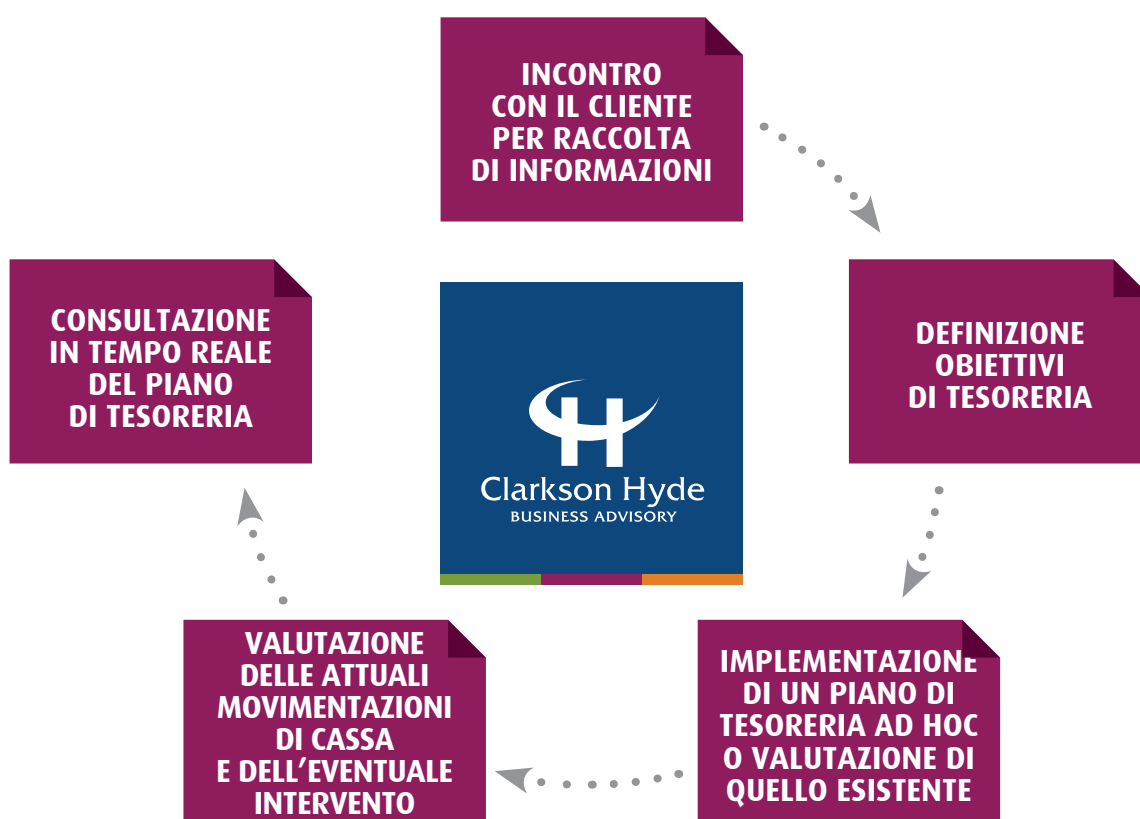 INCONTRO
CON IL CLIENTE
PER RACCOLTA
DI INFORMAZIONI
DEFINIZIONE
OBIETTIVI
DI TESORERIA
IMPLEMENTAZIONE
DI UN PIANO DI
TESORERIA AD HOC
O VALUTAZIONE DI
QUELLO ESISTENTE
VALUTAZIONE
DELLE ATTUALI
MOVIMENTAZIONI
DI CASSA
E DELL’EVENTUALE
INTERVENTO
CONSULTAZIONE
IN TEMPO REALE
DEL PIANO
DI TESORERIA
H
Clarkson Hyde
BUSINESS ADVISORY